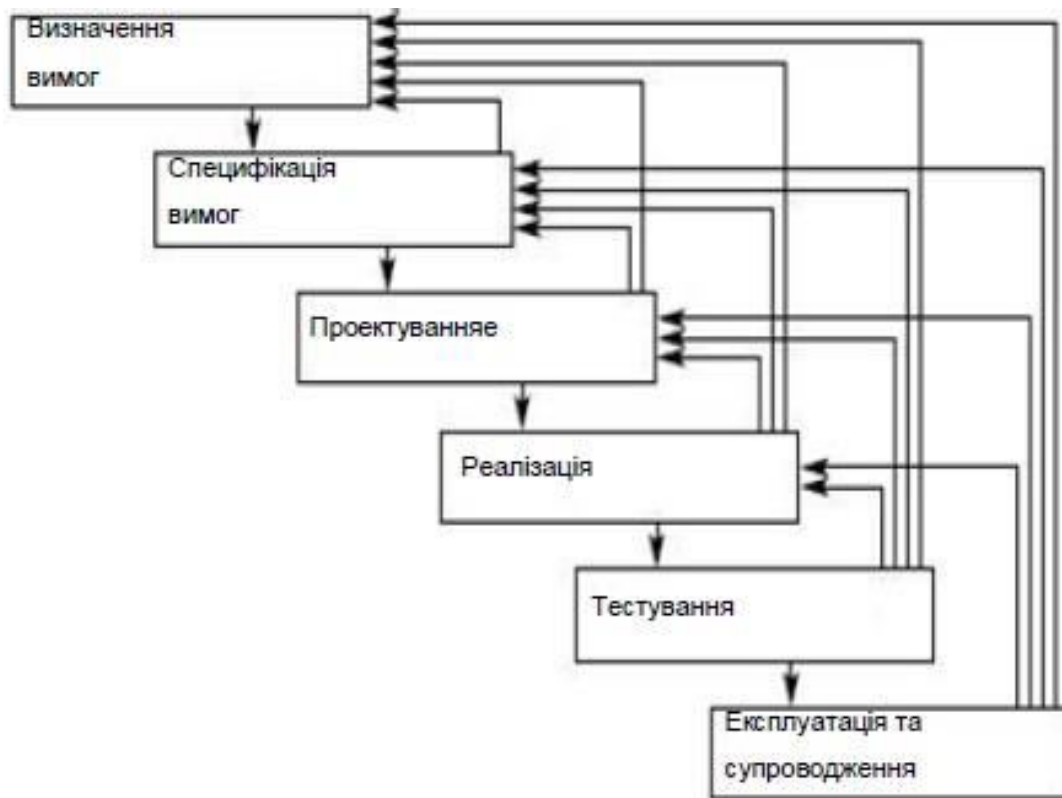 Визначення
вимог
Специфікація
вимог
Проектуванняе
Реалізація
Тестування
Експлуатація та
супроводження